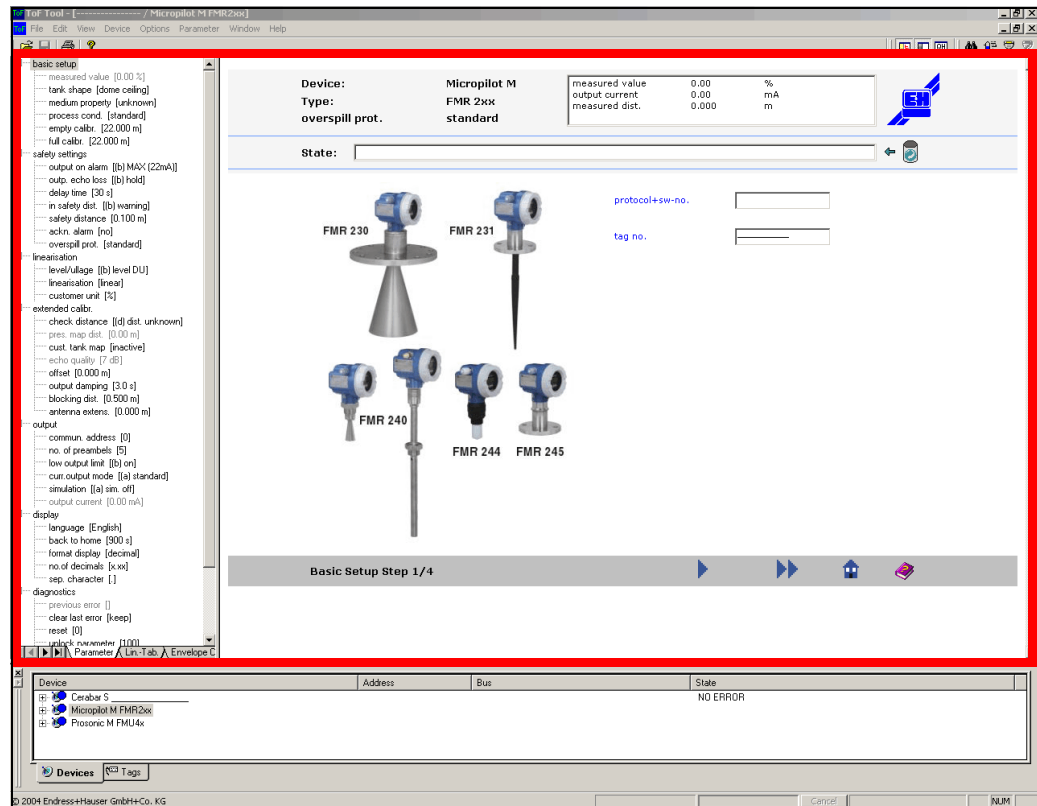 ToF Tool - [---------------- / Micropilot M FMR2xx]
File Edit View Device Options Parameter Window Help
basic setup
measured value [0.00 %]
tank shape [dome ceiling]
medium property [unknown]
process cond. [standard]
empty calibr. [22.000 m]
full calibr. [22.000 m]
safety settings
output on alarm [(b) MAX (22mA)]
outp. echo loss [(b) hold]
delay time [30 s]
in safety dist. [(b) warning]
safety distance [0.100 m]
ackn. alarm [no]
overspill prot. [standard]
linearisation
level/ullage [(b) level DU]
linearisation [linear]
customer unit [%]
extended calibr.
check distance [(d) dist. unknown]
pres. map dist. [0.00 m]
cust. tank map [inactive]
echo quality [7 dB]
offset [0.000 m]
output damping [3.0 s]
blocking dist. [0.500 m]
antenna extens. [0.000 m]
output
commun. address [0]
no. of preambels [5]
low output limit [(b) on]
curr.output mode [(a) standard]
simulation [(a) sim. off]
output current [0.00 mA]
display
language [English]
back to home [900 s]
format display [decimal]
no.of decimals [x.xx]
sep. character [.]
diagnostics
previous error []
clear last error [keep]
reset [0]
unlock parameter [100]
Parameter Lin.-Tab. Envelope C
Device: Micropilot M
Type: FMR 2xx
overspill prot. standard
measured value 0.00 %
output current 0.00 mA
measured dist. 0.000 m
EH
State:
protocol+sw-no.
tag no.
FMR 230 FMR 231
FMR 240
FMR 244 FMR 245
Basic Setup Step 1/4
Device Address Bus State
Cerabar S NO ERROR
Micropilot M FMR2xx
Prosonic M FMU4x
Devices Tags
© 2004 Endress+Hauser GmbH+Co. KG Cancel NUM